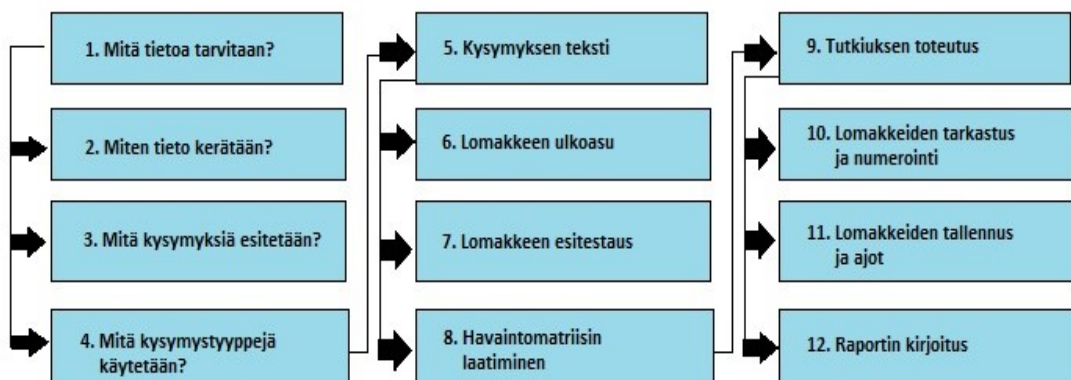 1. Mitä tietoa tarvitaan?
2. Miten tieto kerätään?
3. Mitä kysymyksiä esitetään?
4. Mitä kysymystyyppejä
käytetään?
5. Kysymyksen teksti
6. Lomakkeen ulkoasu
7. Lomakkeen esitestaus
8. Havaintomatriisin
laatiminen
9. Tutkiuksen toteutus
10. Lomakkeiden tarkastus
ja numerointi
11. Lomakkeiden tallennus
ja ajot
12. Raportin kirjoitus